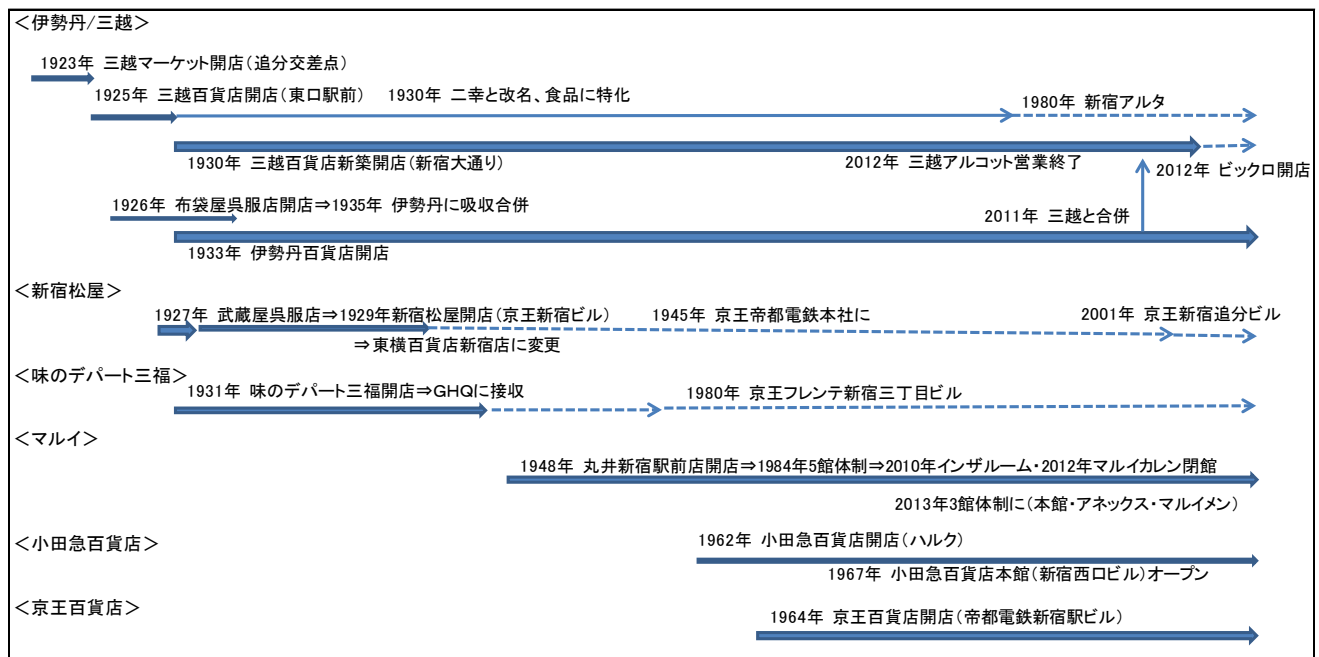 ＜伊勢丹/三越＞
1923年 三越マーケット開店（追分交差点）
1925年 三越百貨店開店（東口駅前） 1930年 二幸と改名、食品に特化
1980年 新宿アルタ
1930年 三越百貨店新築開店（新宿大通り）
2012年 三越アルコット営業終了
2012年 ビックロ開店
1926年 布袋屋呉服店開店⇒1935年 伊勢丹に吸収合併
2011年 三越と合併
1933年 伊勢丹百貨店開店
＜新宿松屋＞
1927年 武蔵屋呉服店⇒1929年新宿松屋開店（京王新宿ビル）
1945年 京王帝都電鉄本社に
2001年 京王新宿追分ビル
⇒東横百貨店新宿店に変更
＜味のデパート三福＞
1931年 味のデパート三福開店⇒GHQに接収
1980年 京王フレンテ新宿三丁目ビル
＜マルイ＞
1948年 丸井新宿駅前店開店⇒1984年5館体制⇒2010年インザルーム・2012年マルイカレン閉館
2013年3館体制に（本館・アネックス・マルイメン）
＜小田急百貨店＞
1962年 小田急百貨店開店（ハルク）
1967年 小田急百貨店本館（新宿西口ビル）オープン
＜京王百貨店＞
1964年 京王百貨店開店（帝都電鉄新宿駅ビル）